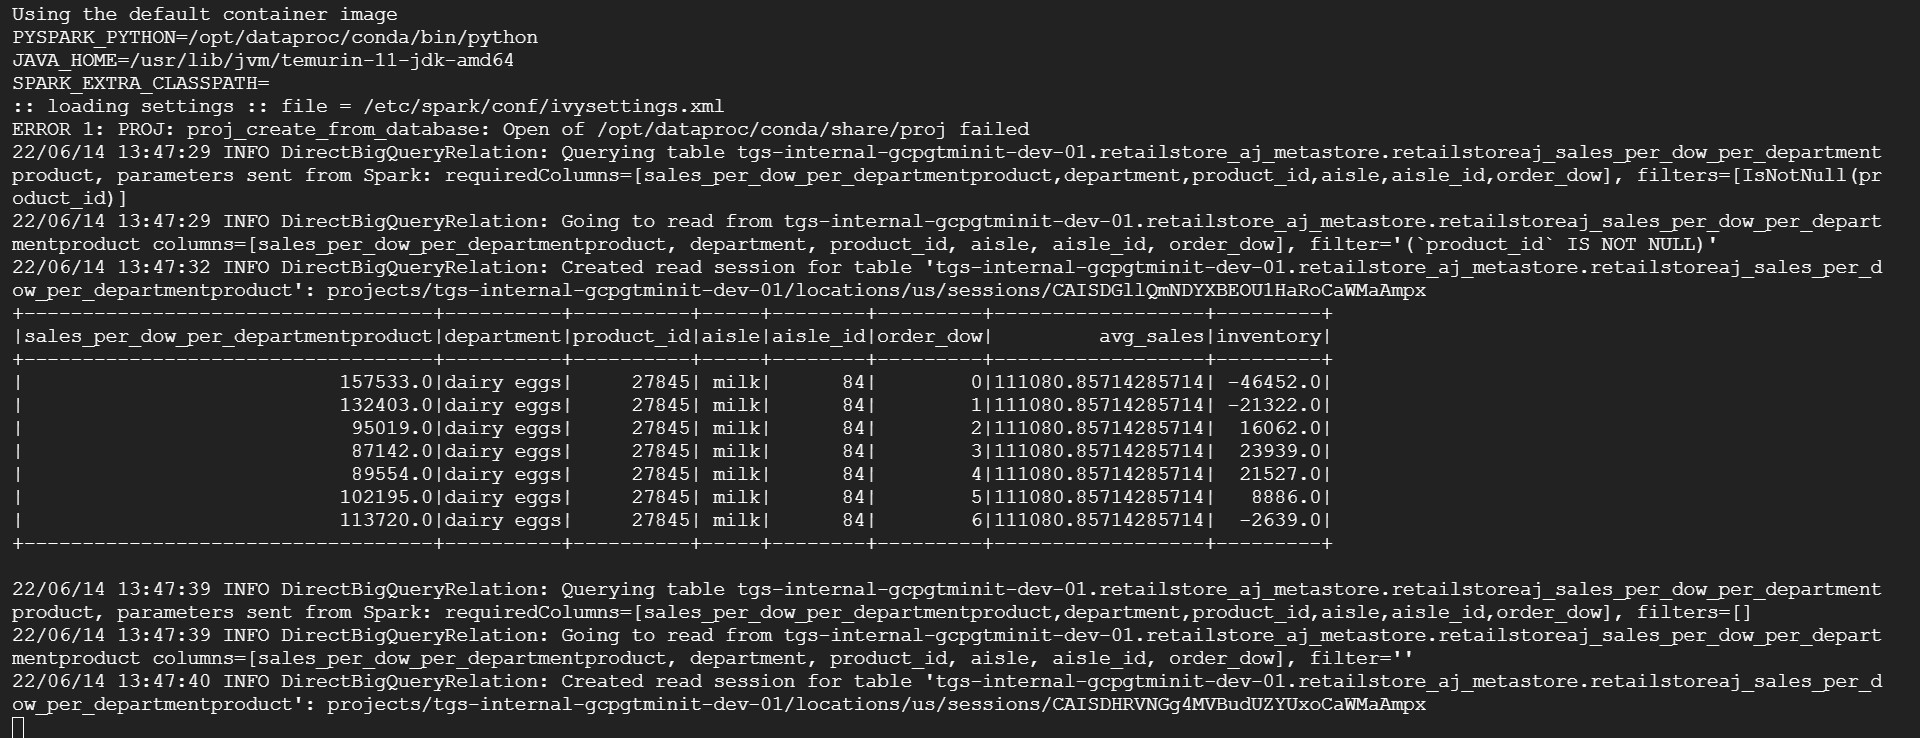 Using the default container image
PYSPARK_PYTHON=/opt/dataproc/conda/bin/python
JAVA_HOME=/usr/lib/jvm/temurin-11-jdk-amd64
SPARK_EXTRA_CLASSPATH=
:: loading settings :: file = /etc/spark/conf/ivysettings.xml
ERROR 1: PROJ: proj_create_from_database: Open of /opt/dataproc/conda/share/proj failed
22/06/14 13:47:29 INFO DirectBigQueryRelation: Querying table tgs-internal-gcpgtminit-dev-01.retailstore_aj_metastore.retailstoreaj_sales_per_dow_per_department
product, parameters sent from Spark: requiredColumns=[sales_per_dow_per_departmentproduct,department,product_id,aisle,aisle_id,order_dow], filters=[IsNotNull(pr
oduct_id)]
22/06/14 13:47:29 INFO DirectBigQueryRelation: Going to read from tgs-internal-gcpgtminit-dev-01.retailstore_aj_metastore.retailstoreaj_sales_per_dow_per_depart
mentproduct columns=[sales_per_dow_per_departmentproduct, department, product_id, aisle, aisle_id, order_dow], filter='(`product_id` IS NOT NULL)'
22/06/14 13:47:32 INFO DirectBigQueryRelation: Created read session for table 'tgs-internal-gcpgtminit-dev-01.retailstore_aj_metastore.retailstoreaj_sales_per_d
ow_per_departmentproduct': projects/tgs-internal-gcpgtminit-dev-01/locations/us/sessions/CAISDGllQmNDYXBEOU1HaRoCaWMaAmpx
+-----------------------------------+----------+----------+-----+--------+---------+------------------+---------+
|sales_per_dow_per_departmentproduct|department|product_id|aisle|aisle_id|order_dow|         avg_sales|inventory|
+-----------------------------------+----------+----------+-----+--------+---------+------------------+---------+
|                           157533.0|dairy eggs|     27845| milk|      84|        0|111080.85714285714| -46452.0|
|                           132403.0|dairy eggs|     27845| milk|      84|        1|111080.85714285714| -21322.0|
|                            95019.0|dairy eggs|     27845| milk|      84|        2|111080.85714285714|  16062.0|
|                            87142.0|dairy eggs|     27845| milk|      84|        3|111080.85714285714|  23939.0|
|                            89554.0|dairy eggs|     27845| milk|      84|        4|111080.85714285714|  21527.0|
|                           102195.0|dairy eggs|     27845| milk|      84|        5|111080.85714285714|   8886.0|
|                           113720.0|dairy eggs|     27845| milk|      84|        6|111080.85714285714|  -2639.0|
+-----------------------------------+----------+----------+-----+--------+---------+------------------+---------+
22/06/14 13:47:39 INFO DirectBigQueryRelation: Querying table tgs-internal-gcpgtminit-dev-01.retailstore_aj_metastore.retailstoreaj_sales_per_dow_per_department
product, parameters sent from Spark: requiredColumns=[sales_per_dow_per_departmentproduct,department,product_id,aisle,aisle_id,order_dow], filters=[]
22/06/14 13:47:39 INFO DirectBigQueryRelation: Going to read from tgs-internal-gcpgtminit-dev-01.retailstore_aj_metastore.retailstoreaj_sales_per_dow_per_depart
mentproduct columns=[sales_per_dow_per_departmentproduct, department, product_id, aisle, aisle_id, order_dow], filter=''
22/06/14 13:47:40 INFO DirectBigQueryRelation: Created read session for table 'tgs-internal-gcpgtminit-dev-01.retailstore_aj_metastore.retailstoreaj_sales_per_d
ow_per_departmentproduct': projects/tgs-internal-gcpgtminit-dev-01/locations/us/sessions/CAISDHRVNGg4MVBudUZYUxoCaWMaAmpx